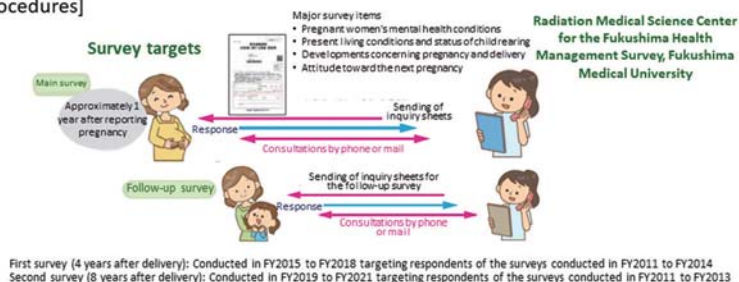 ocedures]
Major survey items
• Pregnant women's mental health conditions
• Present living conditions and status of child rearing
• Developments concerning pregnancy and delivery
• Attitude toward the next pregnancy
Radiation Medical Science Center
for the Fukushima Health
Management Survey, Fukushima
Medical University
Survey targets
Main survey
Approximately 1
year after reporting
pregnancy
Sending of
inquiry sheets
Response
Consultations by phone or mail
Follow-up survey
Sending of inquiry sheets for
the follow-up survey
Response
Consultations by phone
or mail
First survey (4 years after delivery): Conducted in FY2015 to FY2018 targeting respondents of the surveys conducted in FY2011 to FY2014
Second survey (8 years after delivery): Conducted in FY2019 to FY2021 targeting respondents of the surveys conducted in FY2011 to FY2013